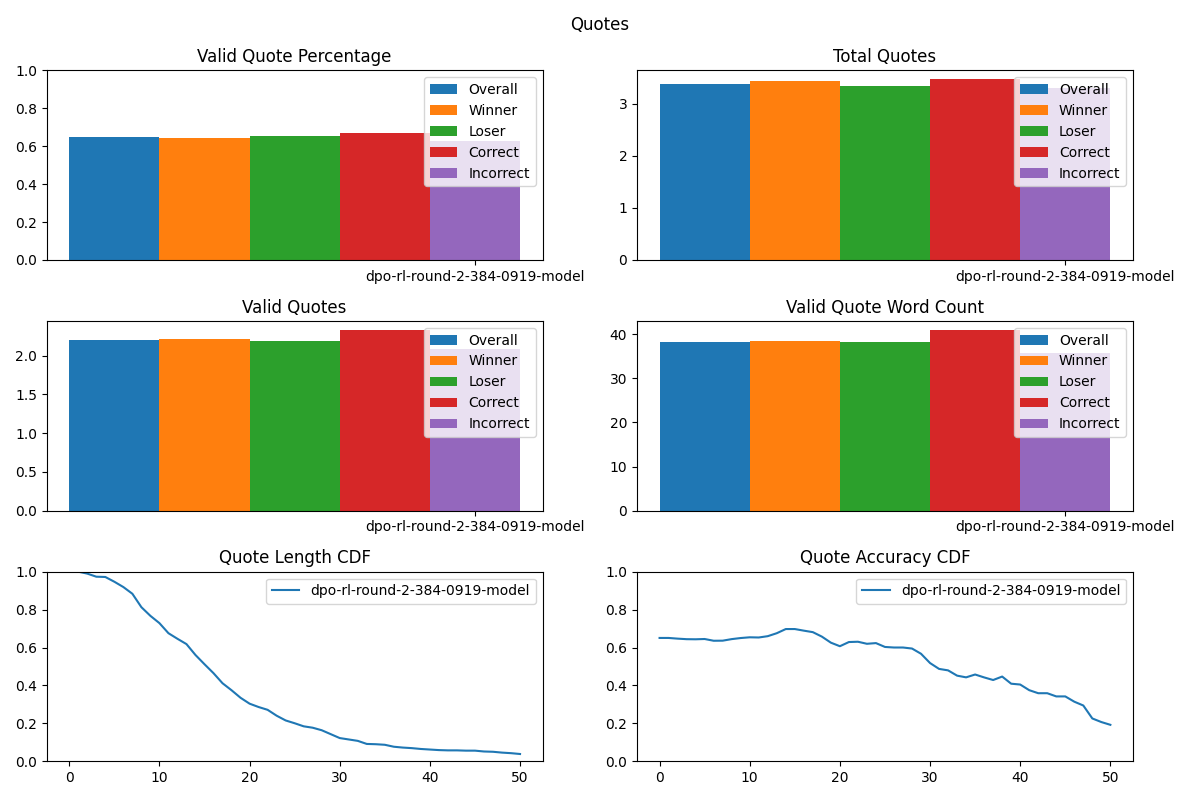 Quotes
Valid Quote Percentage
1.0
0.8
0.6
0.4
0.2
0.0
Overall
Winner
Loser
Correct
Incorrect
dpo-rl-round-2-384-0919-model
Total Quotes
3
2
1
0
Overall
Winner
Loser
Correct
Incorrect
dpo-rl-round-2-384-0919-model
Valid Quotes
2.0
1.5
1.0
0.5
0.0
Overall
Winner
Loser
Correct
Incorrect
dpo-rl-round-2-384-0919-model
Valid Quote Word Count
40
30
20
10
0
Overall
Winner
Loser
Correct
Incorrect
dpo-rl-round-2-384-0919-model
Quote Length CDF
1.0
0.8
0.6
0.4
0.2
0.0
dpo-rl-round-2-384-0919-model
0 10 20 30 40 50
Quote Accuracy CDF
1.0
0.8
0.6
0.4
0.2
0.0
dpo-rl-round-2-384-0919-model
0 10 20 30 40 50